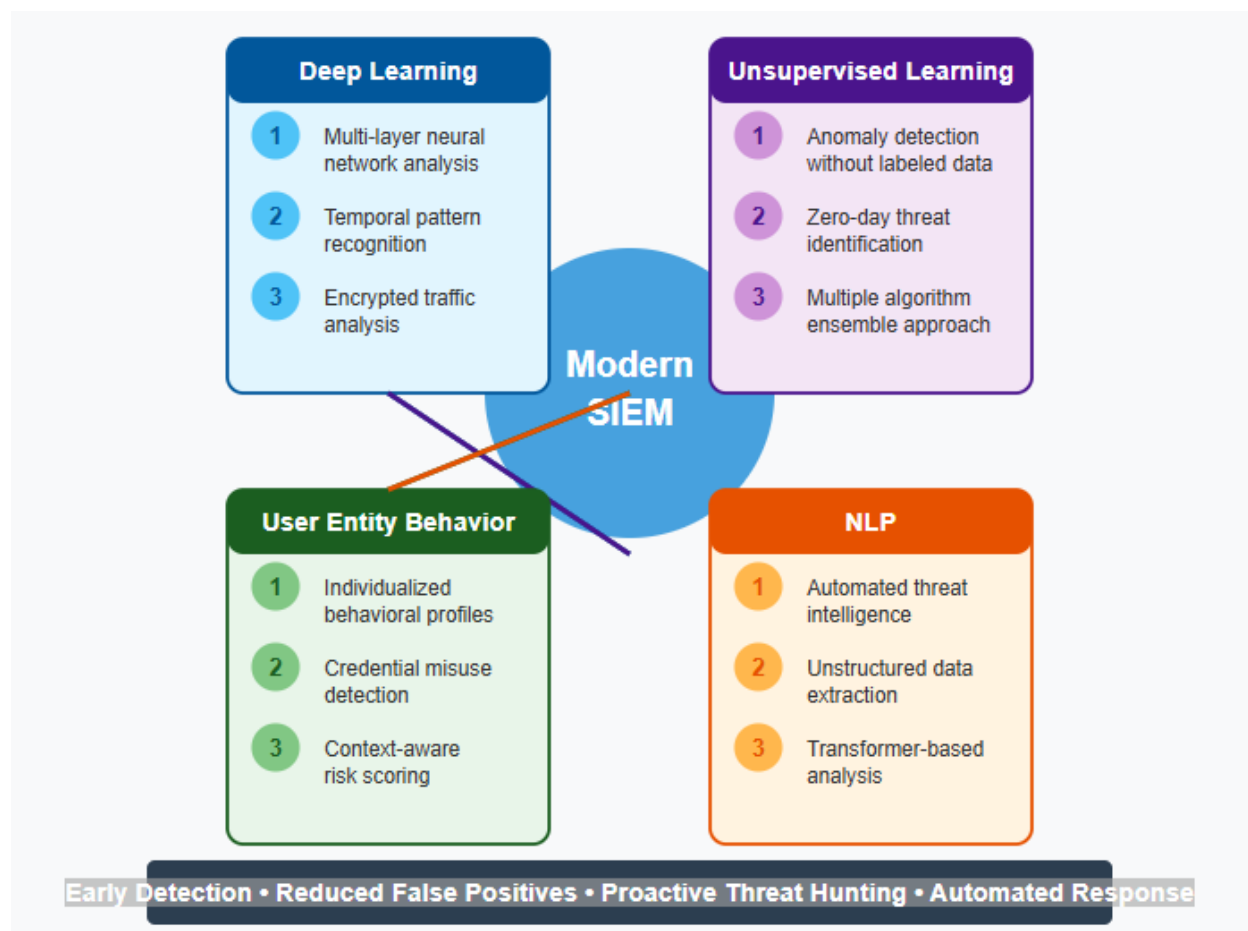 Deep Learning
1
Multi-layer neural
network analysis
2
Temporal pattern
recognition
3
Encrypted traffic
analysis
Unsupervised Learning
1
Anomaly detection
without labeled data
2
Zero-day threat
identification
3
Multiple algorithm
ensemble approach
Modern
SIEM
User Entity Behavior
1
Individualized
behavioral profiles
2
Credential misuse
detection
3
Context-aware
risk scoring
NLP
1
Automated threat
intelligence
2
Unstructured data
extraction
3
Transformer-based
analysis
Early Detection • Reduced False Positives • Proactive Threat Hunting • Automated Response